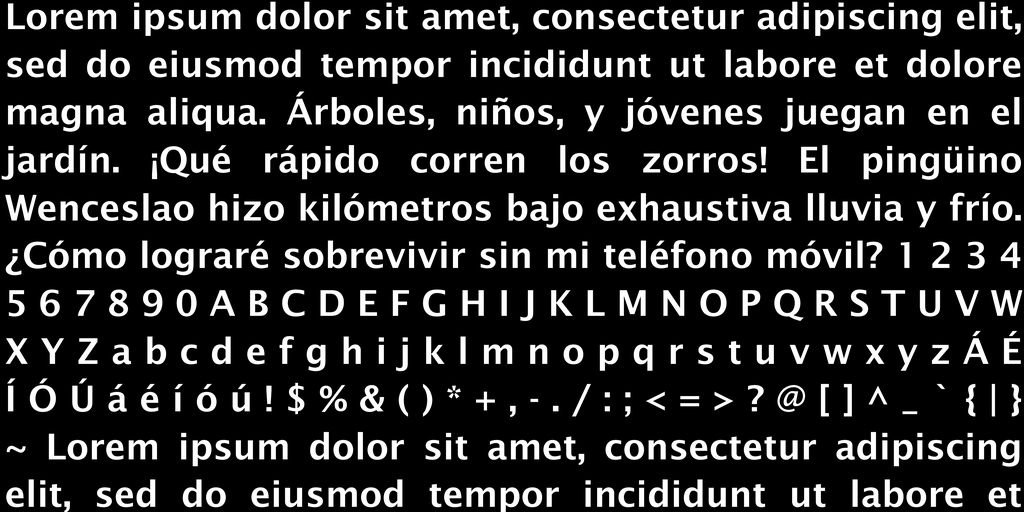 Lorem ipsum dolor sit amet, consectetur adipiscing elit,
sed do eiusmod tempor incididunt ut labore et dolore
magna aliqua. Árboles, niños, y jóvenes juegan en el
jardín. ¡Qué rápido corren los zorros! El pingüino
Wenceslao hizo kilómetros bajo exhaustiva lluvia y frío.
¿Cómo lograré sobrevivir sin mi teléfono móvil? 1 2 3 4
5 6 7 8 9 0 A B C D E F G H I J K L M N O P Q R S T U V W
X Y Z a b c d e f g h i j k l m n o p q r s t u v w x y z Á É
Í Ó Ú á é í ó ú ! $ % & ( ) * + , - . / : ; < = > ? @ [ ] ^ _ ` { | }
~ Lorem ipsum dolor sit amet, consectetur adipiscing
elit, sed do eiusmod tempor incididunt ut labore et